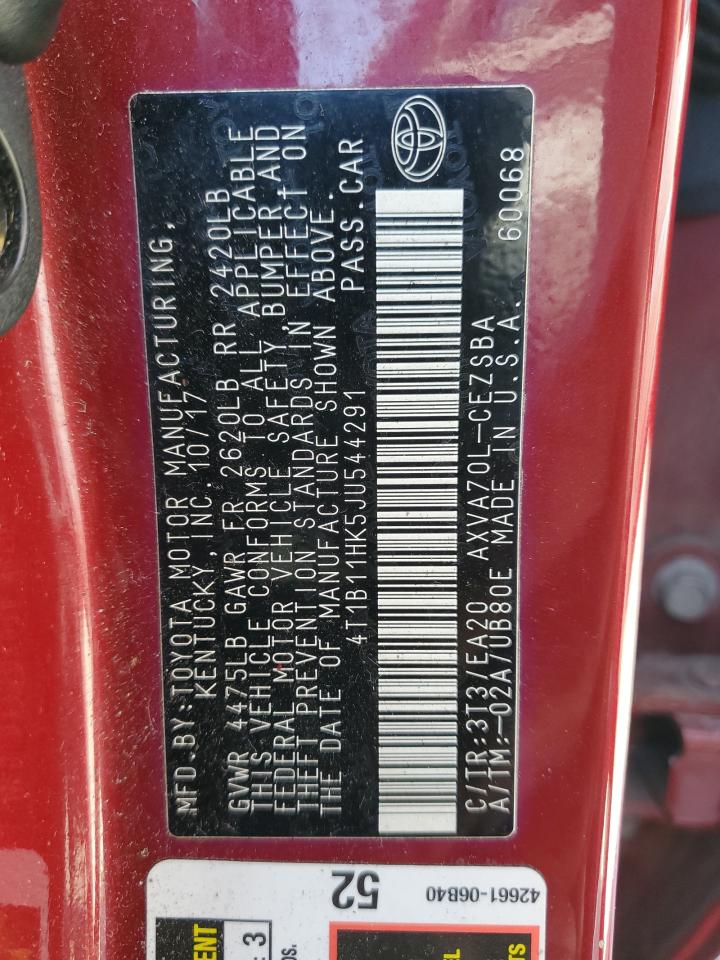 MFD.BY:TOYOTA MOTOR MANUFACTURING,
KENTUCKY, INC. 10/17
GVWR 4475LB GAWR FR 2620LB RR 2420LB
THIS VEHICLE CONFORMS TO ALL APPLICABLE
FEDERAL MOTOR VEHICLE SAFETY, BUMPER, AND
THEFT PREVENTION STANDARDS IN EFFECT ON
THE DATE OF MANUFACTURE SHOWN ABOVE.
4T1B11HK5JU544291 PASS.CAR
C/TR:3T3/EA20 AXVA70L-CEZSBA
A/TM:-02A/UB80E MADE IN U.S.A. 60068
52
42661-06B40
3